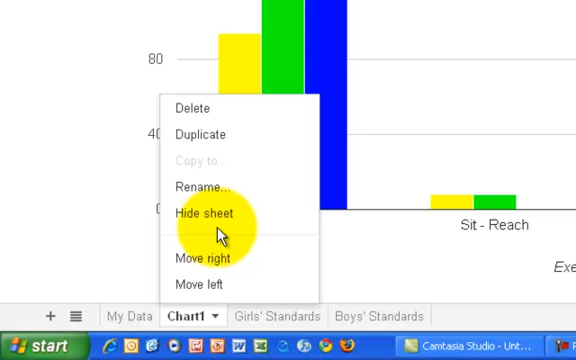 80
40
0
Delete
Duplicate
Copy to..
Rename...
Hide sheet
Move right
Move left
Sit - Reach
Exe
+ My Data Chart1 Girls' Standards Boys' Standards
start Camtasia Studio - Unt...